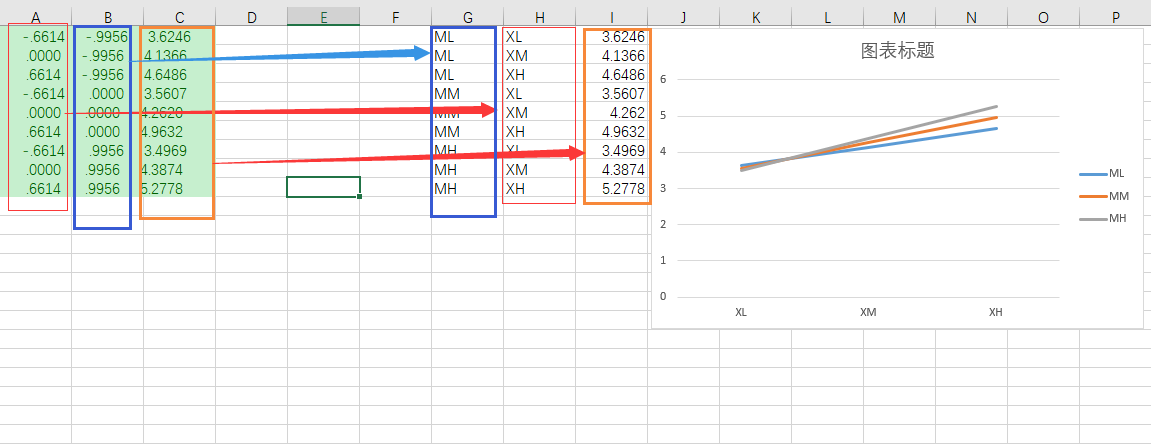 A B C D E F G H I J K L M N O P
-.6614 -.9956 3.6246 ML XL 3.6246
.0000 -.9956 4.1366 ML XM 4.1366
.6614 -.9956 4.6486 ML XH 4.6486
-.6614 .0000 3.5607 MM XL 3.5607
.0000 .0000 4.2620 MM XM 4.262
.6614 .0000 4.9632 MM XH 4.9632
-.6614 .9956 3.4969 MH XL 3.4969
.0000 .9956 4.3874 MH XM 4.3874
.6614 .9956 5.2778 MH XH 5.2778
图表标题
6
5
4
3
2
1
0
XL XM XH
ML
MM
MH